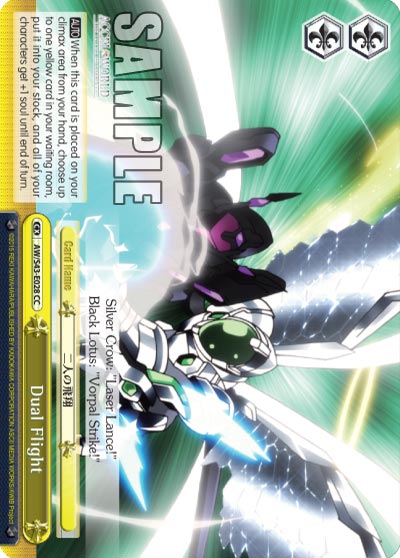 SAMPLE
ACCEL WORLD
Silver Crow: "Laser Lance!"
Black Lotus: "Vorpal Strike!"
AUTO When this card is placed on your
climax area from your hand, choose up
to one yellow card in your waiting room,
put it into your stock, and all of your
characters get +1 soul until end of turn.
Card Name
二人の飛翔
CX
AW/S43-E028 CC
Dual Flight